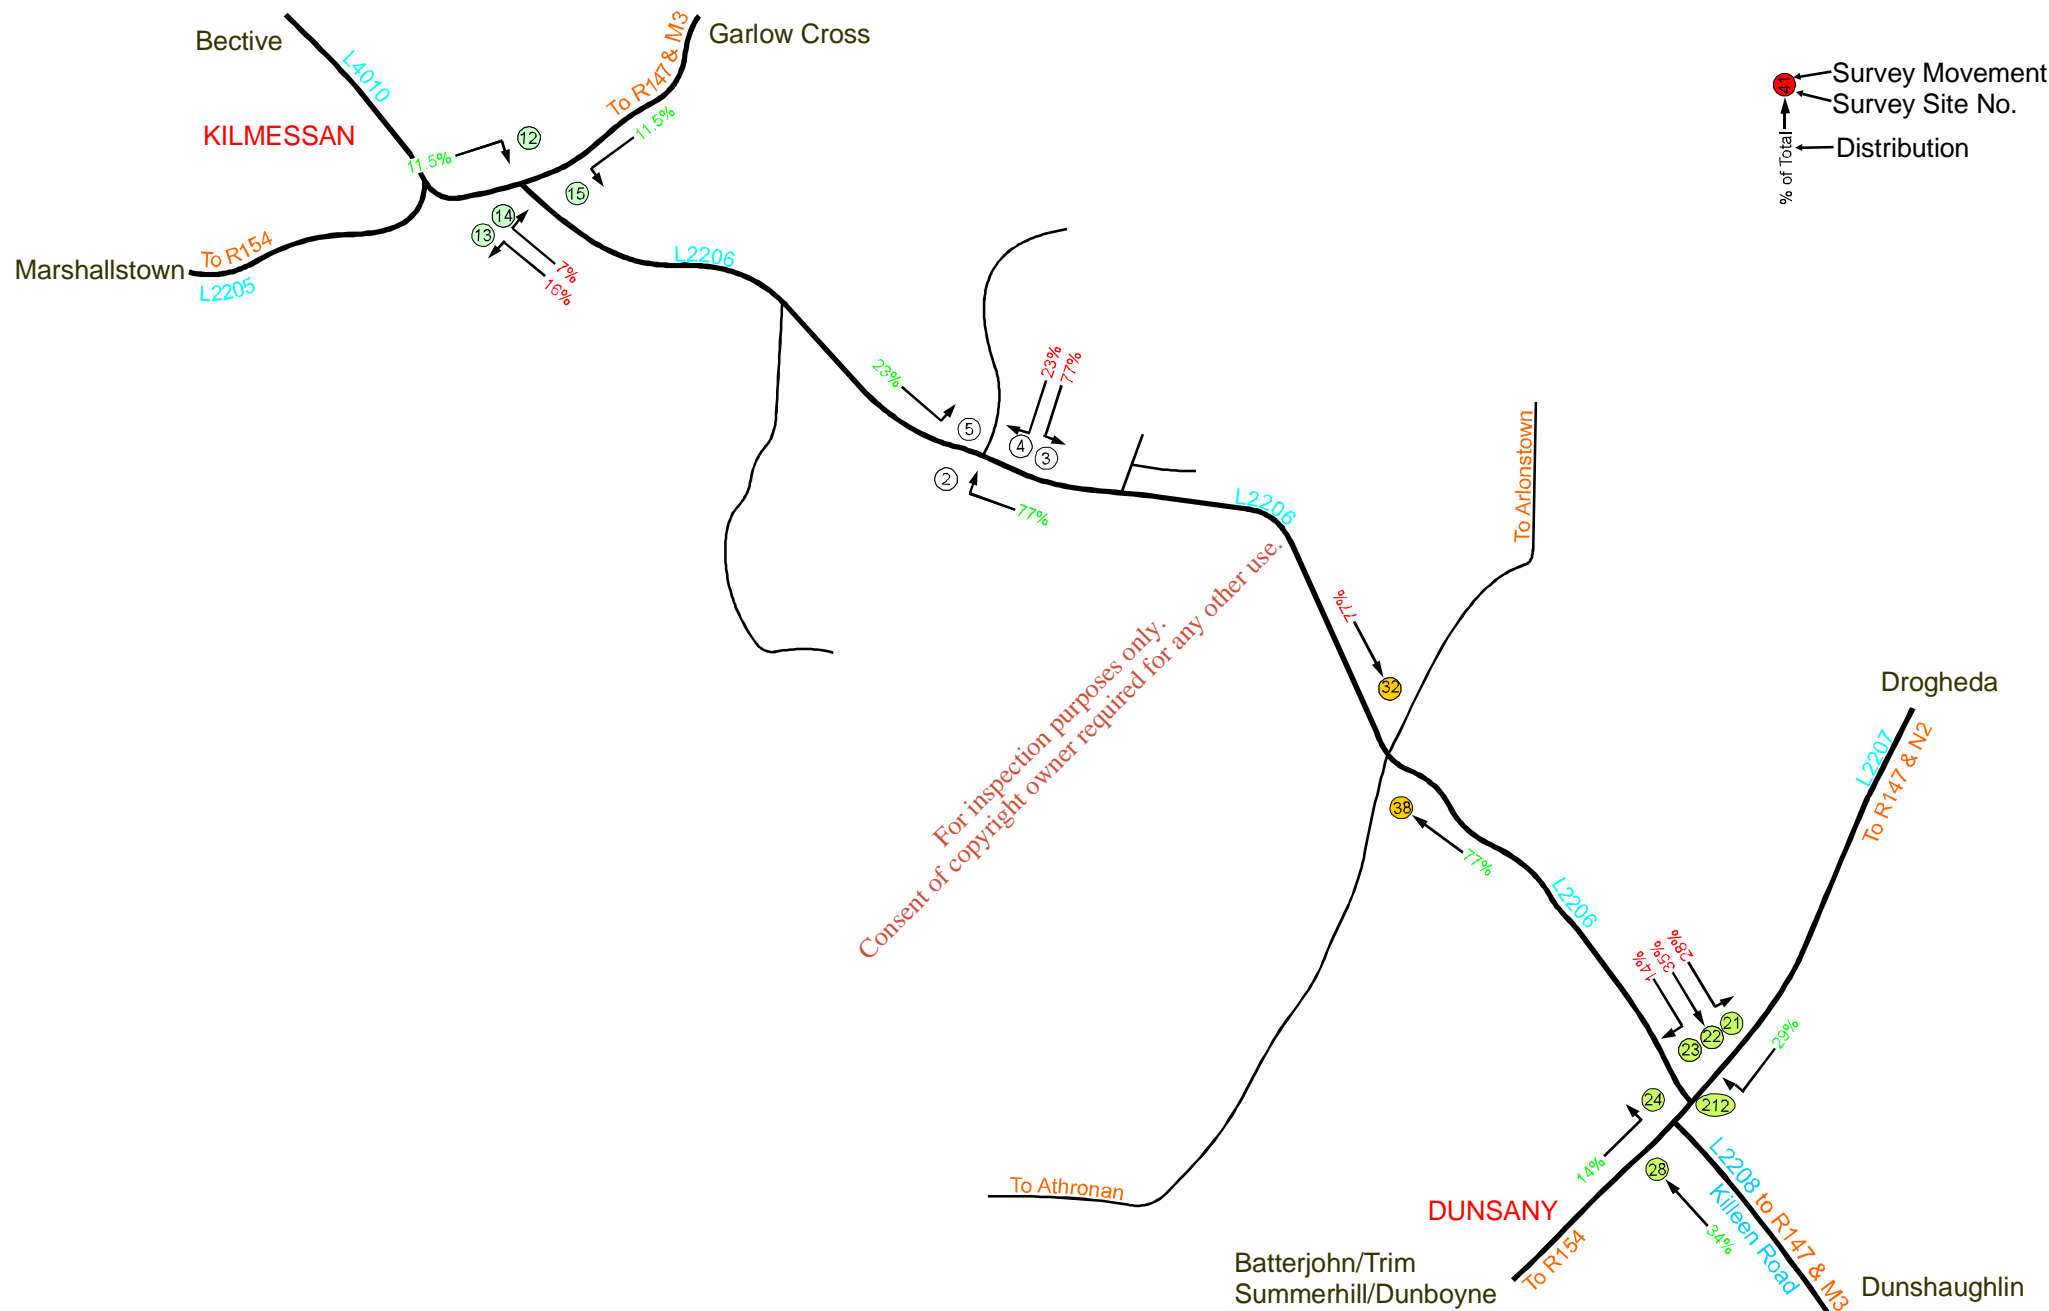 Bective
Garlow Cross
L4010
To R147 & M3
KILMESSAN
11.5%
12
11.5%
15
14
13
7%
16%
Marshallstown
To R154
L2205
L2206
41
Survey Movement
Survey Site No.
Distribution
% of Total
23%
5
23%
77%
4
3
2
77%
L2206
To Arlonstown
For inspection purposes only.
Consent of copyright owner required for any other use.
77%
32
38
77%
Drogheda
L2207
To R147 & N2
L2206
14%
35%
28%
21
22
23
29%
24
212
14%
28
34%
To Athronan
DUNSANY
To R154
L2208 to R147 & M3
Killeen Road
Batterjohn/Trim
Summerhill/Dunboyne
Dunshaughlin